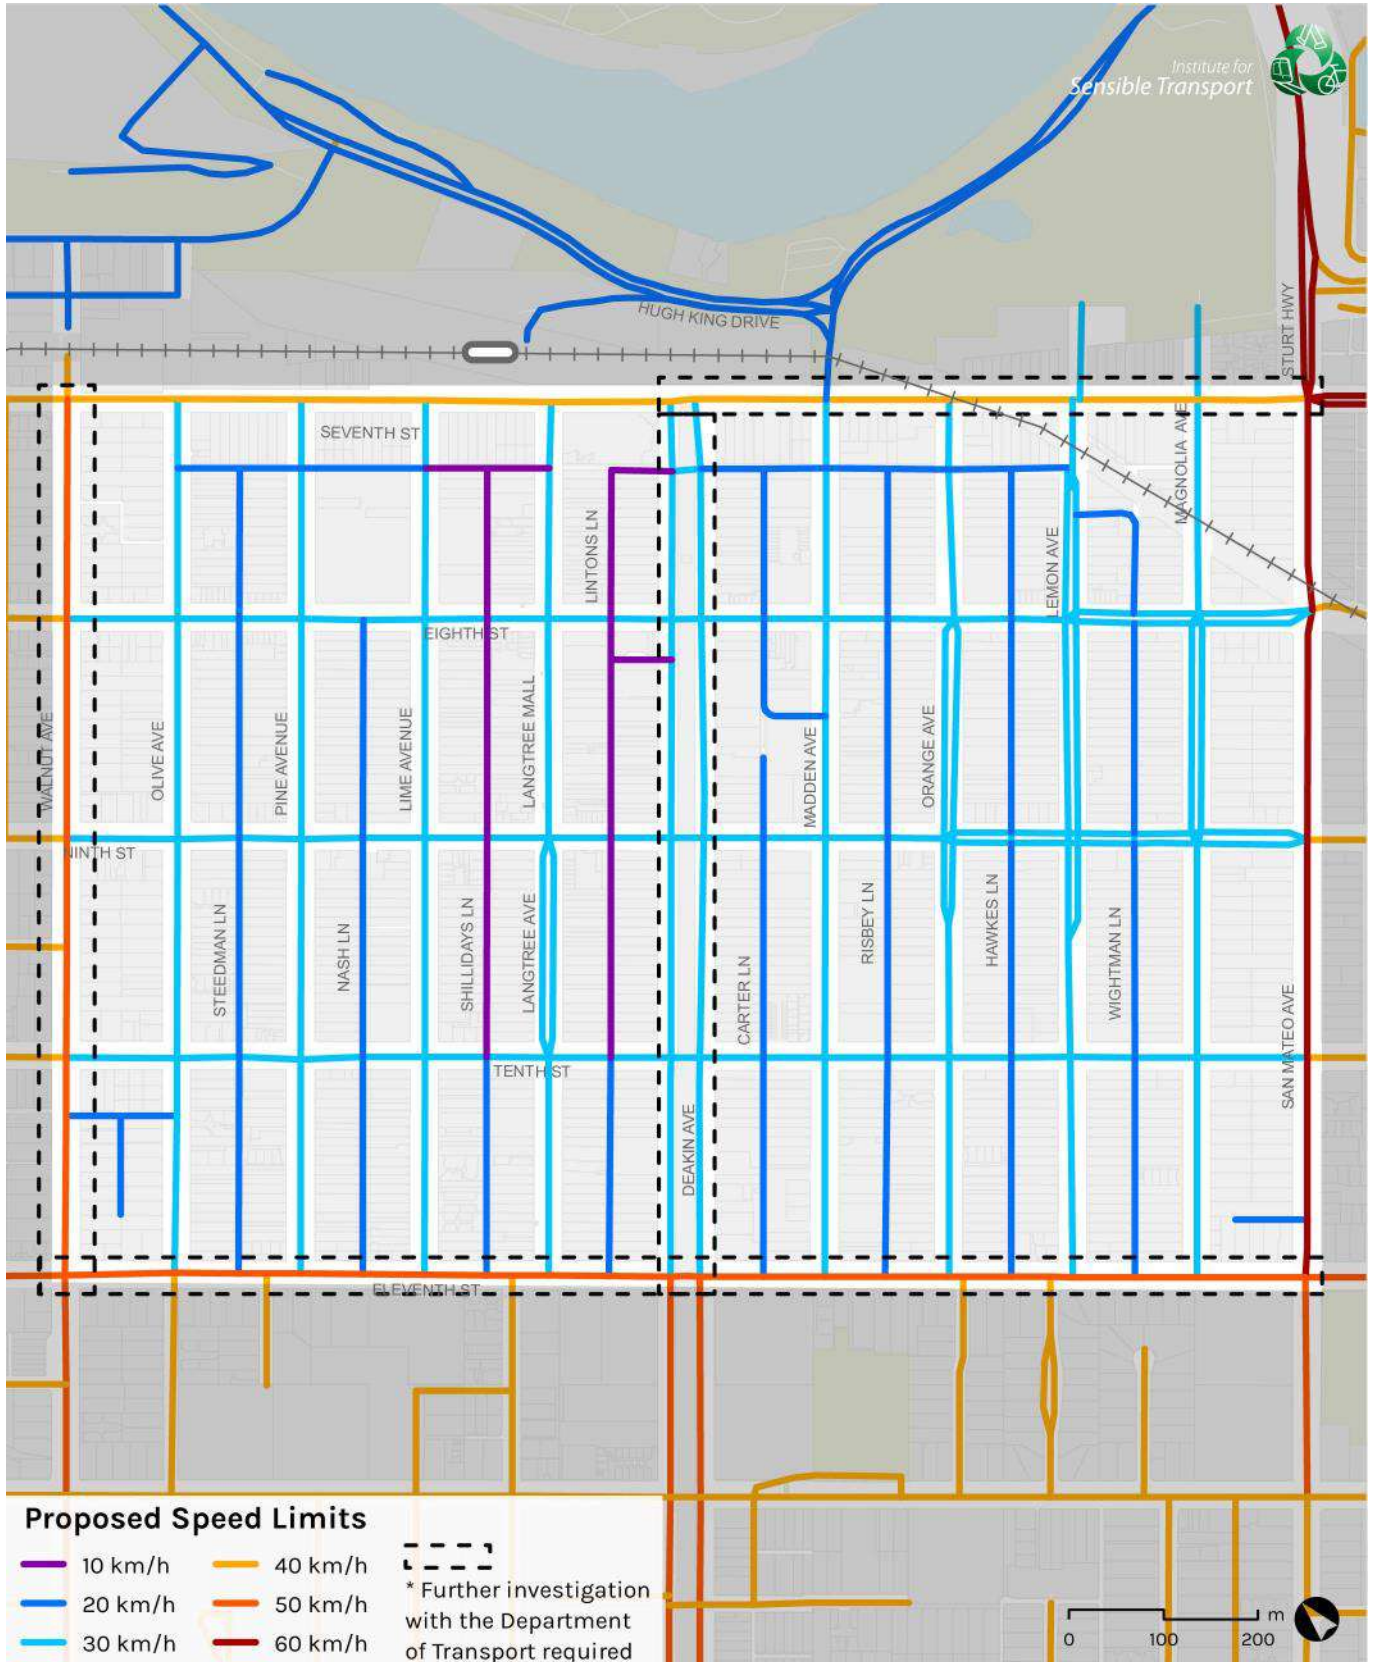 Institute for
Sensible Transport
HUGH KING DRIVE
STURT HWY
SEVENTH ST
MAGNOLIA AVE
LINTONS LN
LEMON AVE
EIGHTH ST
WALNUT AVE
OLIVE AVE
PINE AVENUE
LIME AVENUE
LANGTREE MALL
MADDEN AVE
ORANGE AVE
NINTH ST
STEEDMAN LN
NASH LN
SHILLIDAYS LN
LANGTREE AVE
CARTER LN
RISBEY LN
HAWKES LN
WIGHTMAN LN
SAN MATEO AVE
TENTH ST
DEAKIN AVE
ELEVENTH ST
Proposed Speed Limits
10 km/h
20 km/h
30 km/h
40 km/h
50 km/h
60 km/h
* Further investigation
with the Department
of Transport required
m
0 100 200